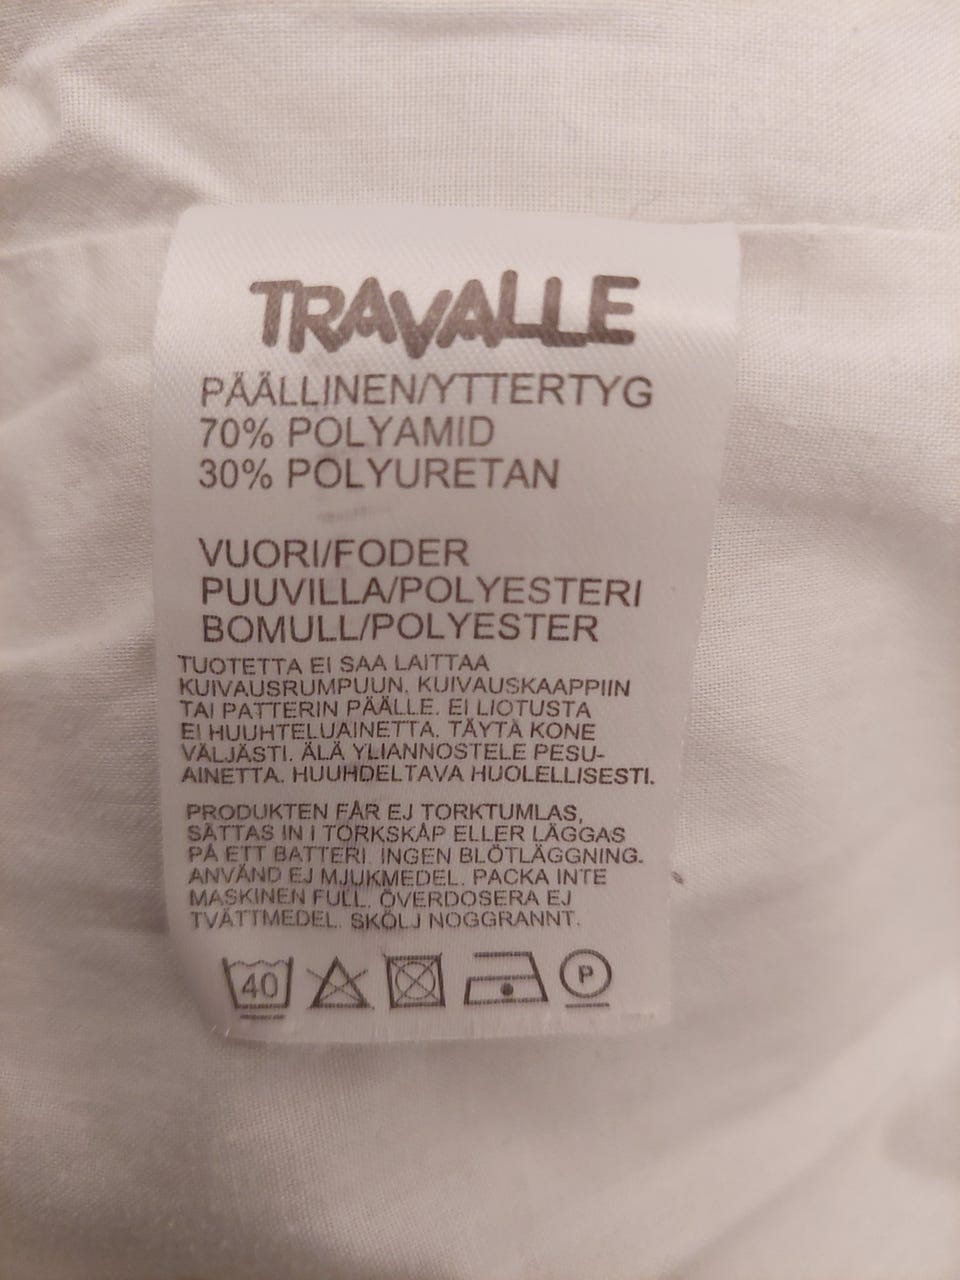 TRAVALLE
PÄÄLLINEN/YTTERTYG
70% POLYAMID
30% POLYURETAN
VUORI/FODER
PUUVILLA/POLYESTERI
BOMULL/POLYESTER
TUOTETTA EI SAA LAITTAA
KUIVAUSRUMPUUN, KUIVAUSKAAPPIIN
TAI PATTERIN PÄÄLLE. EI LIOTUSTA
EI HUUHTELUAINETTA. TÄYTÄ KONE
VÄLJÄSTI. ÄLÄ YLIANNOSTELE PESU-
AINETTA. HUUHDELTAVA HUOLELLISESTI.
PRODUKTEN FÅR EJ TORKTUMLAS,
SÄTTAS IN I TORKSKÅP ELLER LÄGGAS
PÅ ETT BATTERI. INGEN BLÖTLÄGGNING.
ANVÄND EJ MJUKMEDEL. PACKA INTE
MASKINEN FULL. ÖVERDOSERA EJ
TVÄTTMEDEL. SKÖLJ NOGGRANNT.
40 P